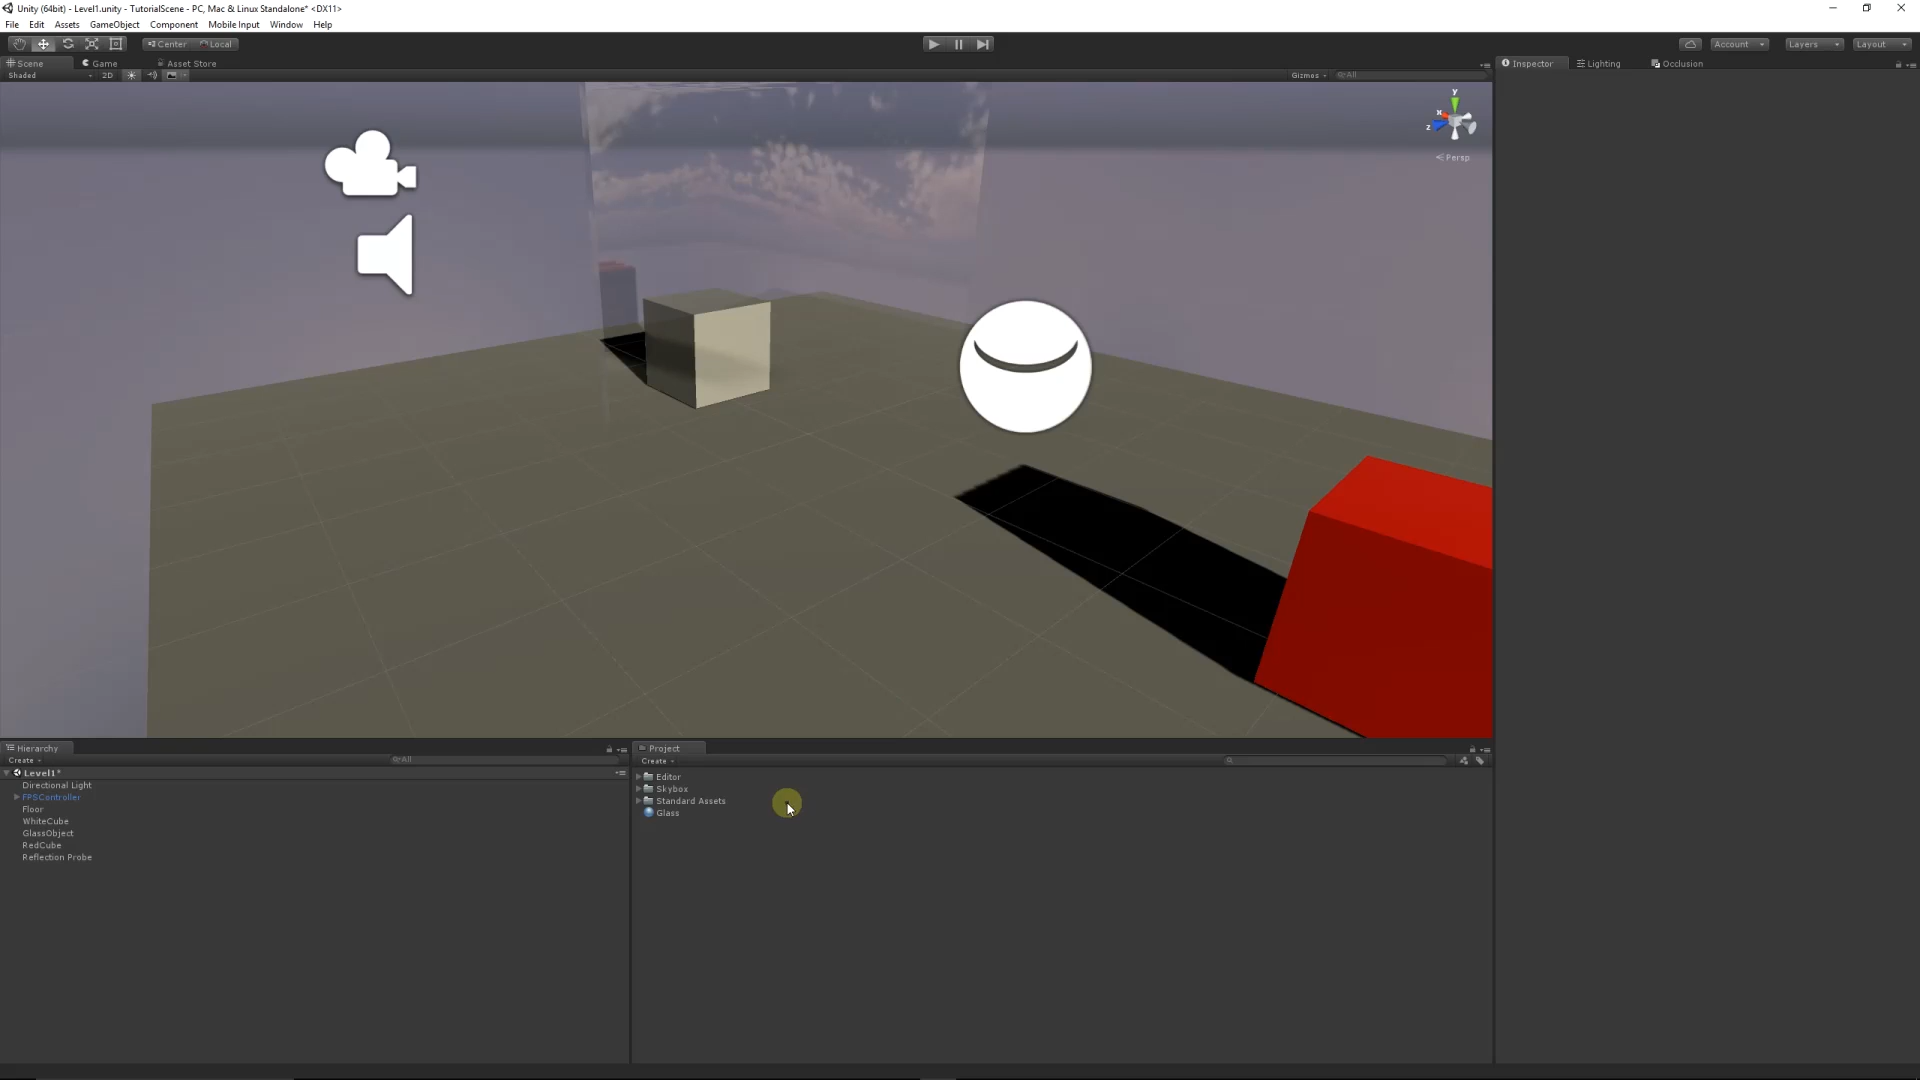 Unity (64bit) - Level1.unity - TutorialScene - PC, Mac & Linux Standalone* <DX11>
File Edit Assets GameObject Component Mobile Input Window Help
Center Local Account Layers Layout
Scene Game Asset Store Inspector Lighting Occlusion
Shaded 2D Gizmos All
y
x
z
Persp
Hierarchy Project
Create All Create
Level1*
Directional Light
FPSController
Floor
WhiteCube
GlassObject
RedCube
Reflection Probe
Editor
Skybox
Standard Assets
Glass